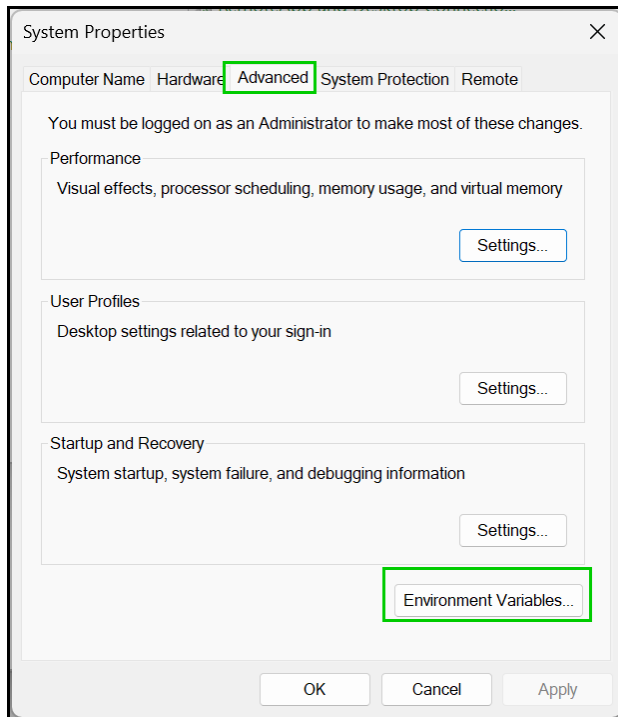 System Properties
Computer Name Hardware Advanced System Protection Remote
You must be logged on as an Administrator to make most of these changes.
Performance
Visual effects, processor scheduling, memory usage, and virtual memory
Settings...
User Profiles
Desktop settings related to your sign-in
Settings...
Startup and Recovery
System startup, system failure, and debugging information
Settings...
Environment Variables...
OK Cancel Apply